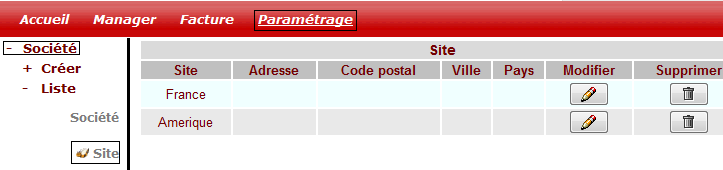 Accueil Manager Facture Paramétrage
- Société
+ Créer
- Liste
Société
Site
Site
Site Adresse Code postal Ville Pays Modifier Supprimer
France
Amerique